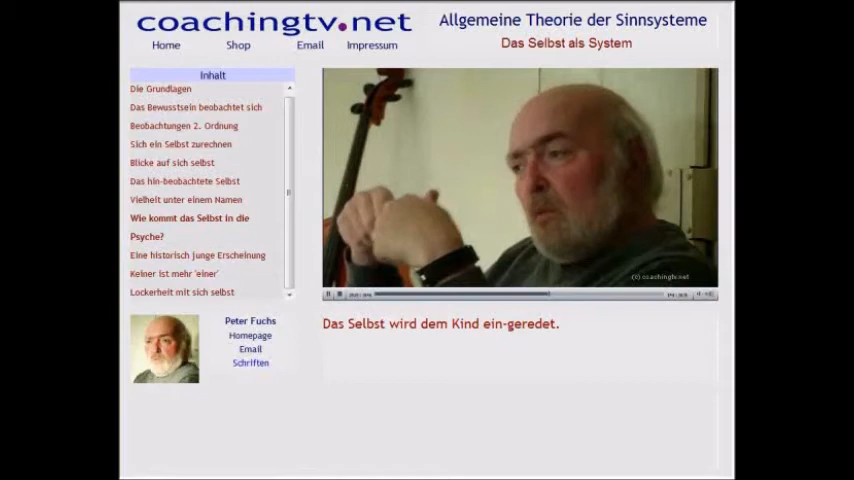 coachingtv.net
Allgemeine Theorie der Sinnsysteme
Home Shop Email Impressum
Das Selbst als System
Inhalt
Die Grundlagen
Das Bewusstsein beobachtet sich
Beobachtungen 2. Ordnung
Sich ein Selbst zurechnen
Blicke auf sich selbst
Das hin-beobachtete Selbst
Vielheit unter einem Namen
Wie kommt das Selbst in die
Psyche?
Eine historisch junge Erscheinung
Keiner ist mehr 'einer'
Lockerheit mit sich selbst
(c) coachingtv.net
Peter Fuchs
Homepage
Email
Schriften
Das Selbst wird dem Kind ein-geredet.